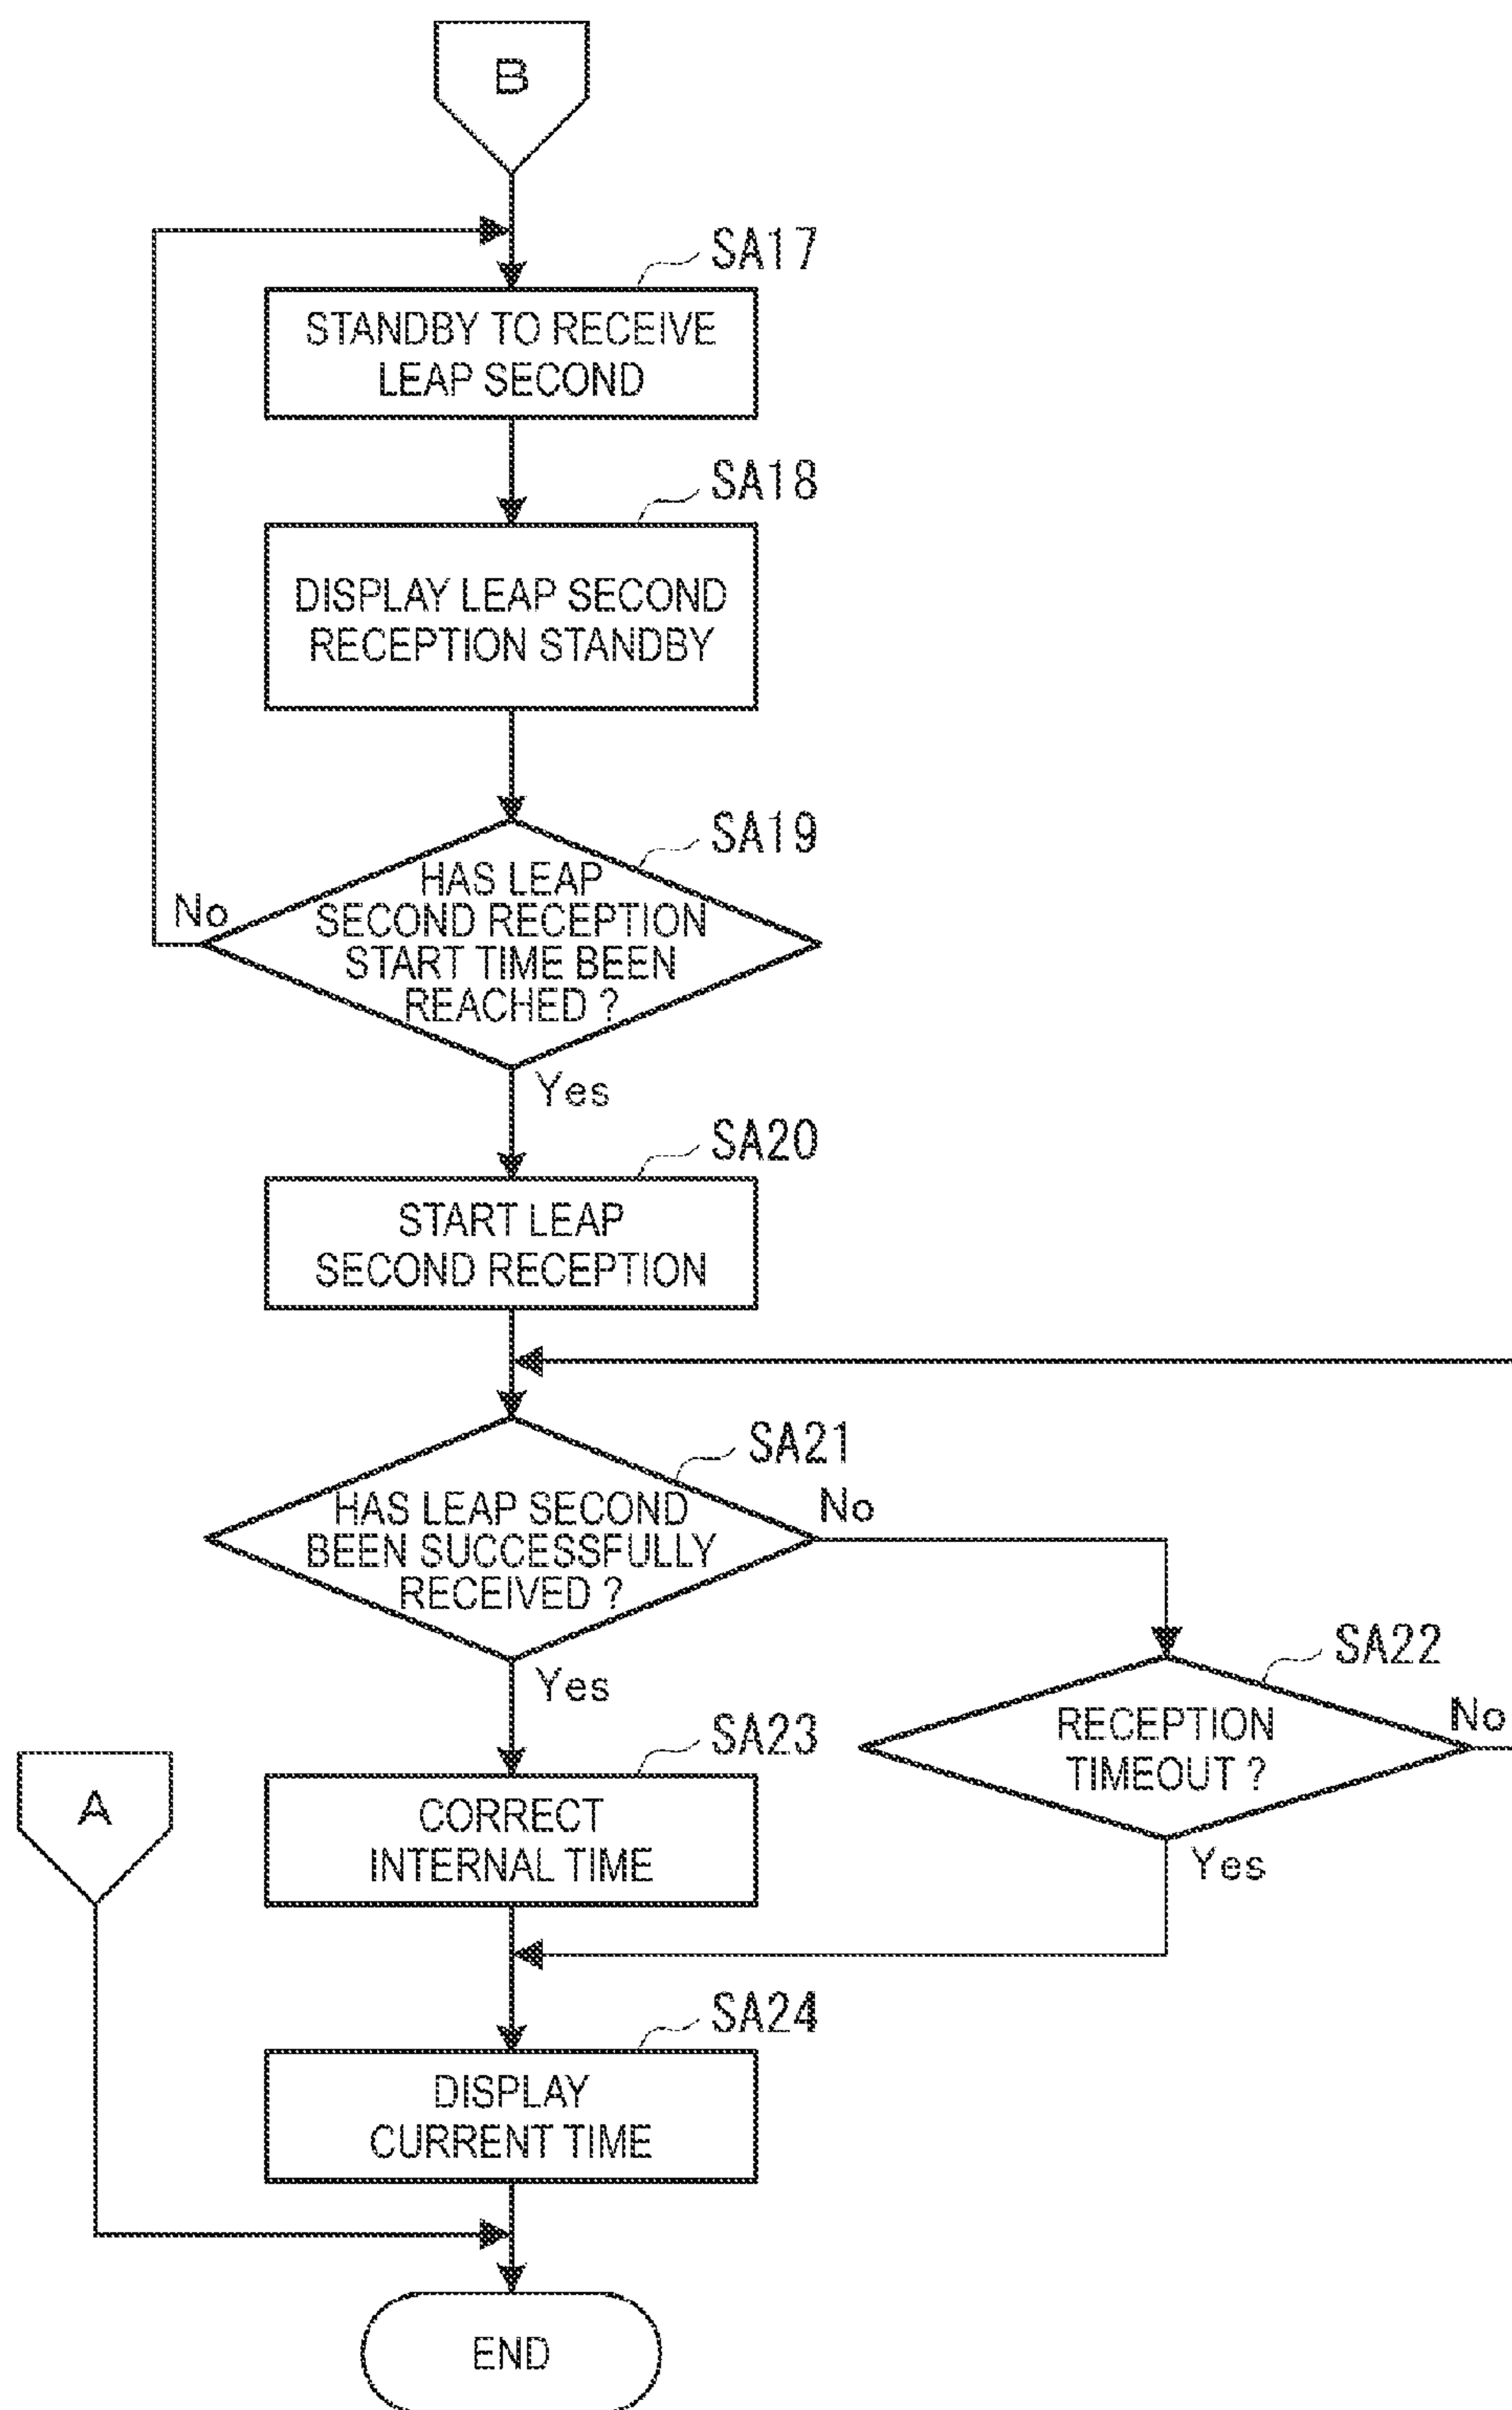 B
SA17
STANDBY TO RECEIVE
LEAP SECOND
SA18
DISPLAY LEAP SECOND
RECEPTION STANDBY
SA19
HAS LEAP
SECOND RECEPTION
START TIME BEEN
REACHED ?
No
Yes
SA20
START LEAP
SECOND RECEPTION
SA21
HAS LEAP SECOND
BEEN SUCCESSFULLY
RECEIVED ?
No
Yes
SA22
RECEPTION
TIMEOUT ?
No
Yes
SA23
CORRECT
INTERNAL TIME
A
SA24
DISPLAY
CURRENT TIME
END